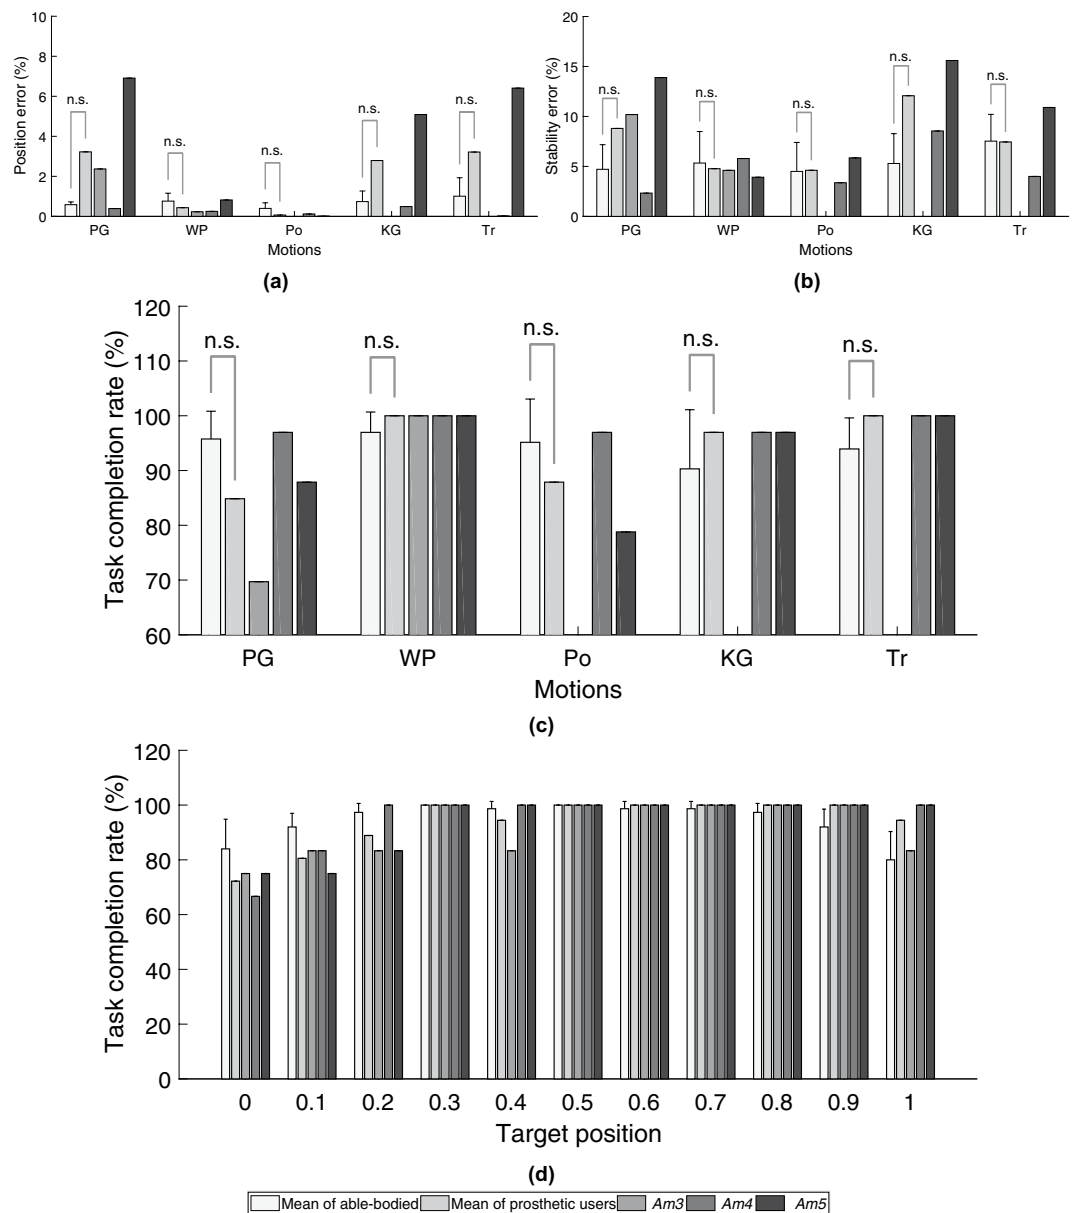 10
8
6
4
2
0
Position error (%)
n.s.
n.s.
n.s.
n.s.
n.s.
PG WP Po KG Tr
Motions
(a)
20
15
10
5
0
Stability error (%)
n.s.
n.s.
n.s.
n.s.
n.s.
PG WP Po KG Tr
Motions
(b)
120
110
100
90
80
70
60
Task completion rate (%)
n.s.
n.s.
n.s.
n.s.
n.s.
PG WP Po KG Tr
Motions
(c)
120
100
80
60
40
20
0
Task completion rate (%)
0 0.1 0.2 0.3 0.4 0.5 0.6 0.7 0.8 0.9 1
Target position
(d)
Mean of able-bodied Mean of prosthetic users Am3 Am4 Am5